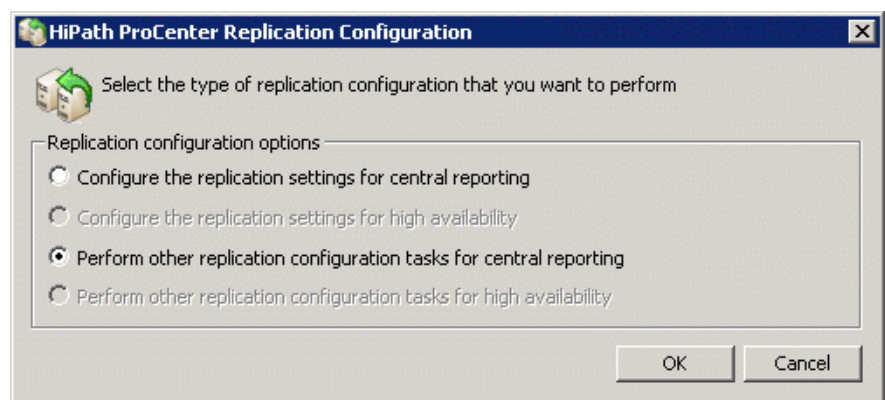 HiPath ProCenter Replication Configuration
Select the type of replication configuration that you want to perform
Replication configuration options
Configure the replication settings for central reporting
Configure the replication settings for high availability
Perform other replication configuration tasks for central reporting
Perform other replication configuration tasks for high availability
OK Cancel